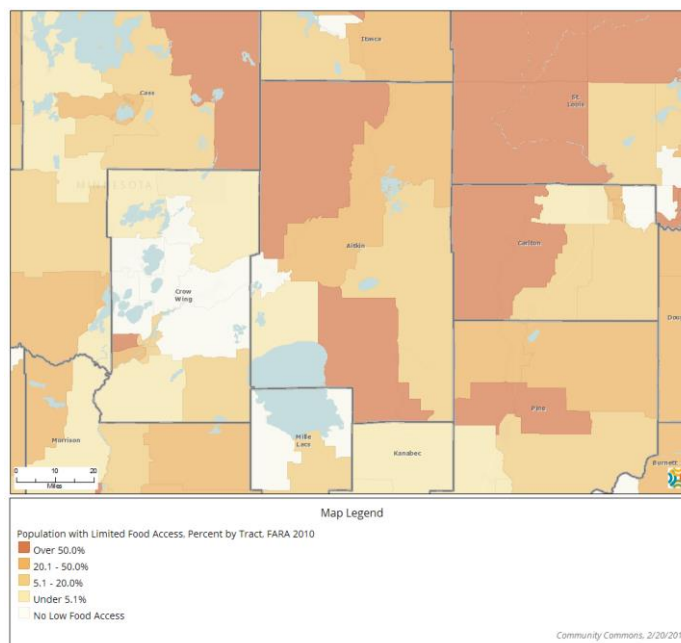 Itasca
Cass
St Louis
MINNESOTA
Aitkin
Carlton
Crow
Wing
Pine
Morrison
Mille
Lacs
Kanabec
Burnett
0 10 20
Miles
Map Legend
Population with Limited Food Access, Percent by Tract, FARA 2010
Over 50.0%
20.1 - 50.0%
5.1 - 20.0%
Under 5.1%
No Low Food Access
Community Commons, 2/20/201